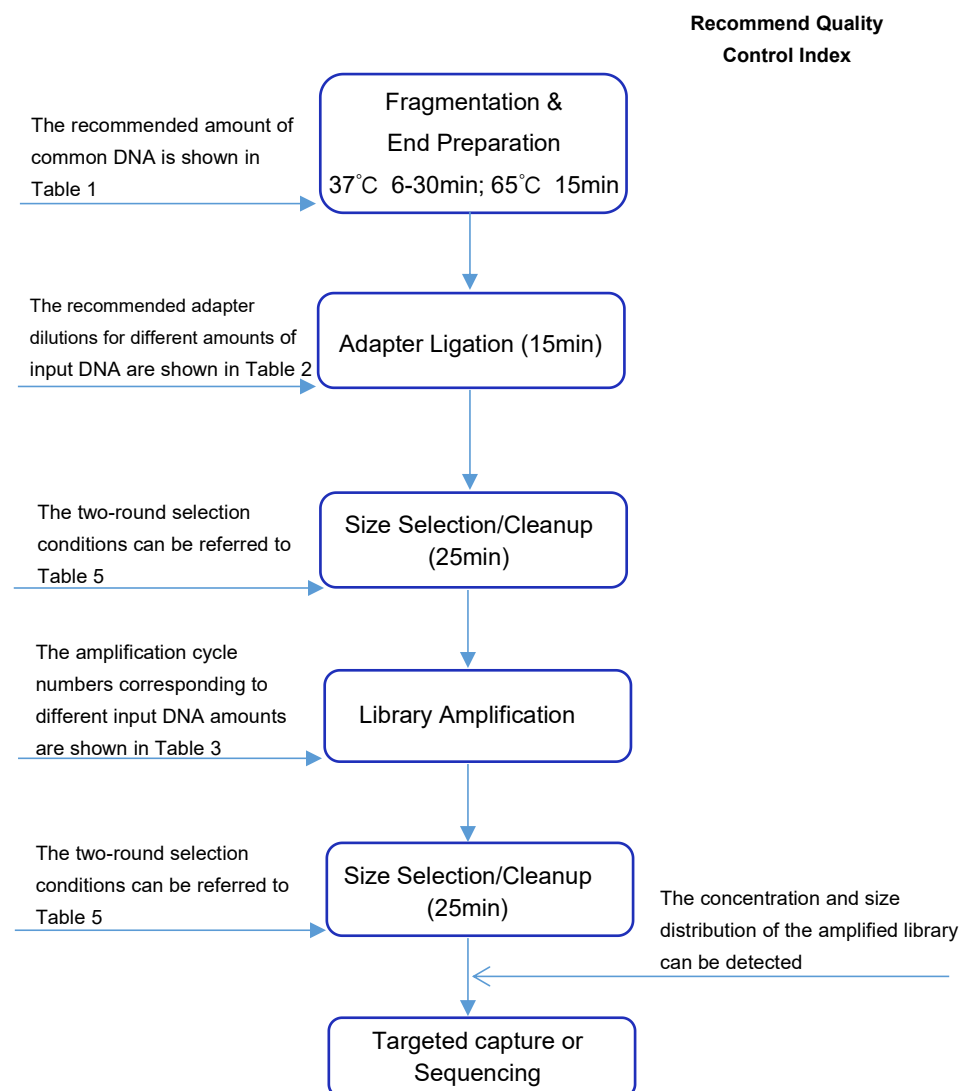 Recommend Quality
Control Index
Fragmentation &
End Preparation
37℃ 6-30min; 65℃ 15min
The recommended amount of
common DNA is shown in
Table 1
The recommended adapter
dilutions for different amounts of
input DNA are shown in Table 2
Adapter Ligation (15min)
The two-round selection
conditions can be referred to
Table 5
Size Selection/Cleanup
(25min)
The amplification cycle
numbers corresponding to
different input DNA amounts
are shown in Table 3
Library Amplification
The two-round selection
conditions can be referred to
Table 5
Size Selection/Cleanup
(25min)
The concentration and size
distribution of the amplified library
can be detected
Targeted capture or
Sequencing